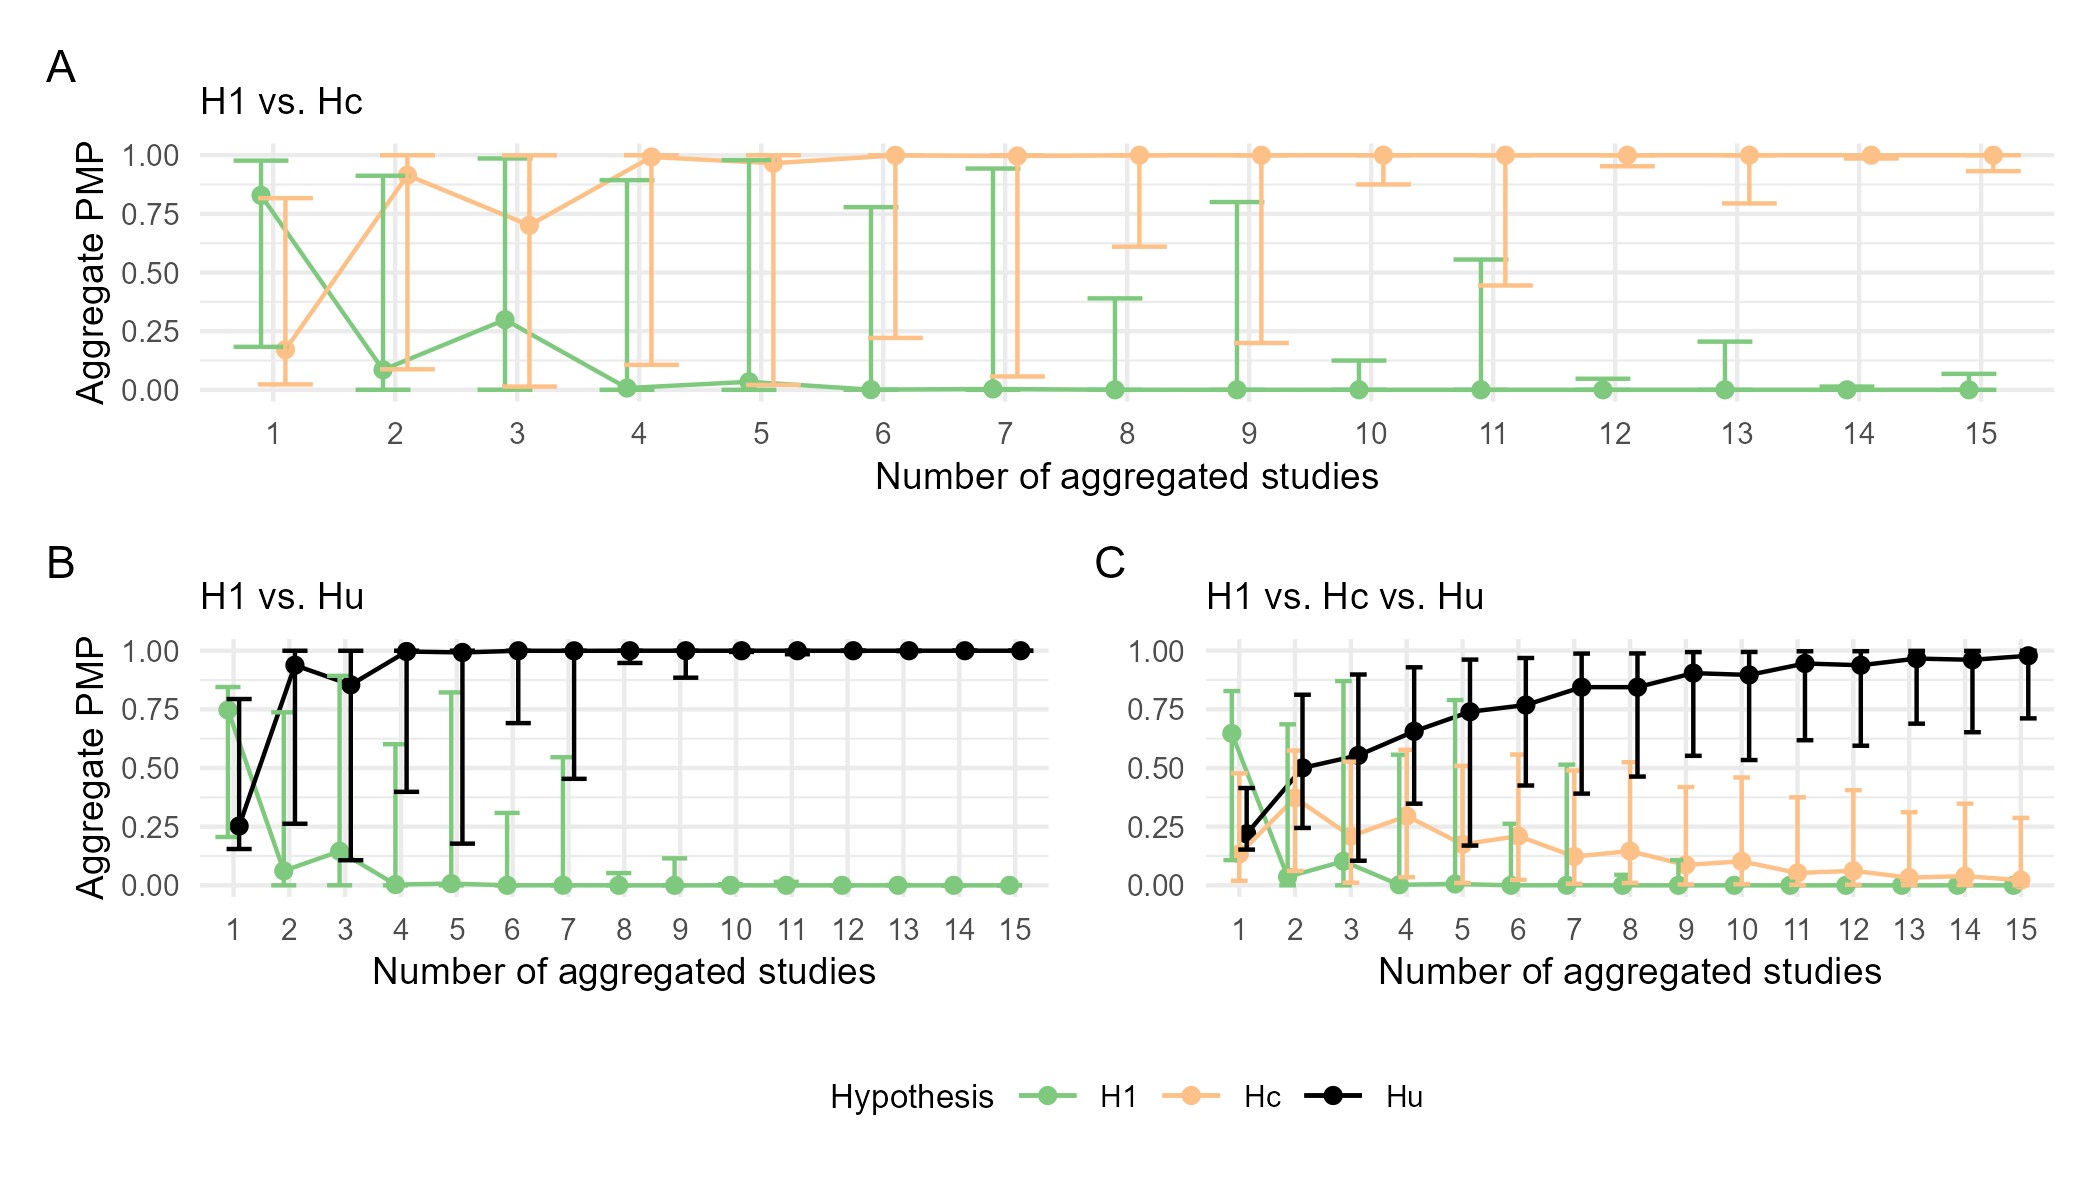 A
H1 vs. Hc
Aggregate PMP
1.00
0.75
0.50
0.25
0.00
1 2 3 4 5 6 7 8 9 10 11 12 13 14 15
Number of aggregated studies
B
H1 vs. Hu
Aggregate PMP
1.00
0.75
0.50
0.25
0.00
1 2 3 4 5 6 7 8 9 10 11 12 13 14 15
Number of aggregated studies
C
H1 vs. Hc vs. Hu
1.00
0.75
0.50
0.25
0.00
1 2 3 4 5 6 7 8 9 10 11 12 13 14 15
Number of aggregated studies
Hypothesis H1 Hc Hu